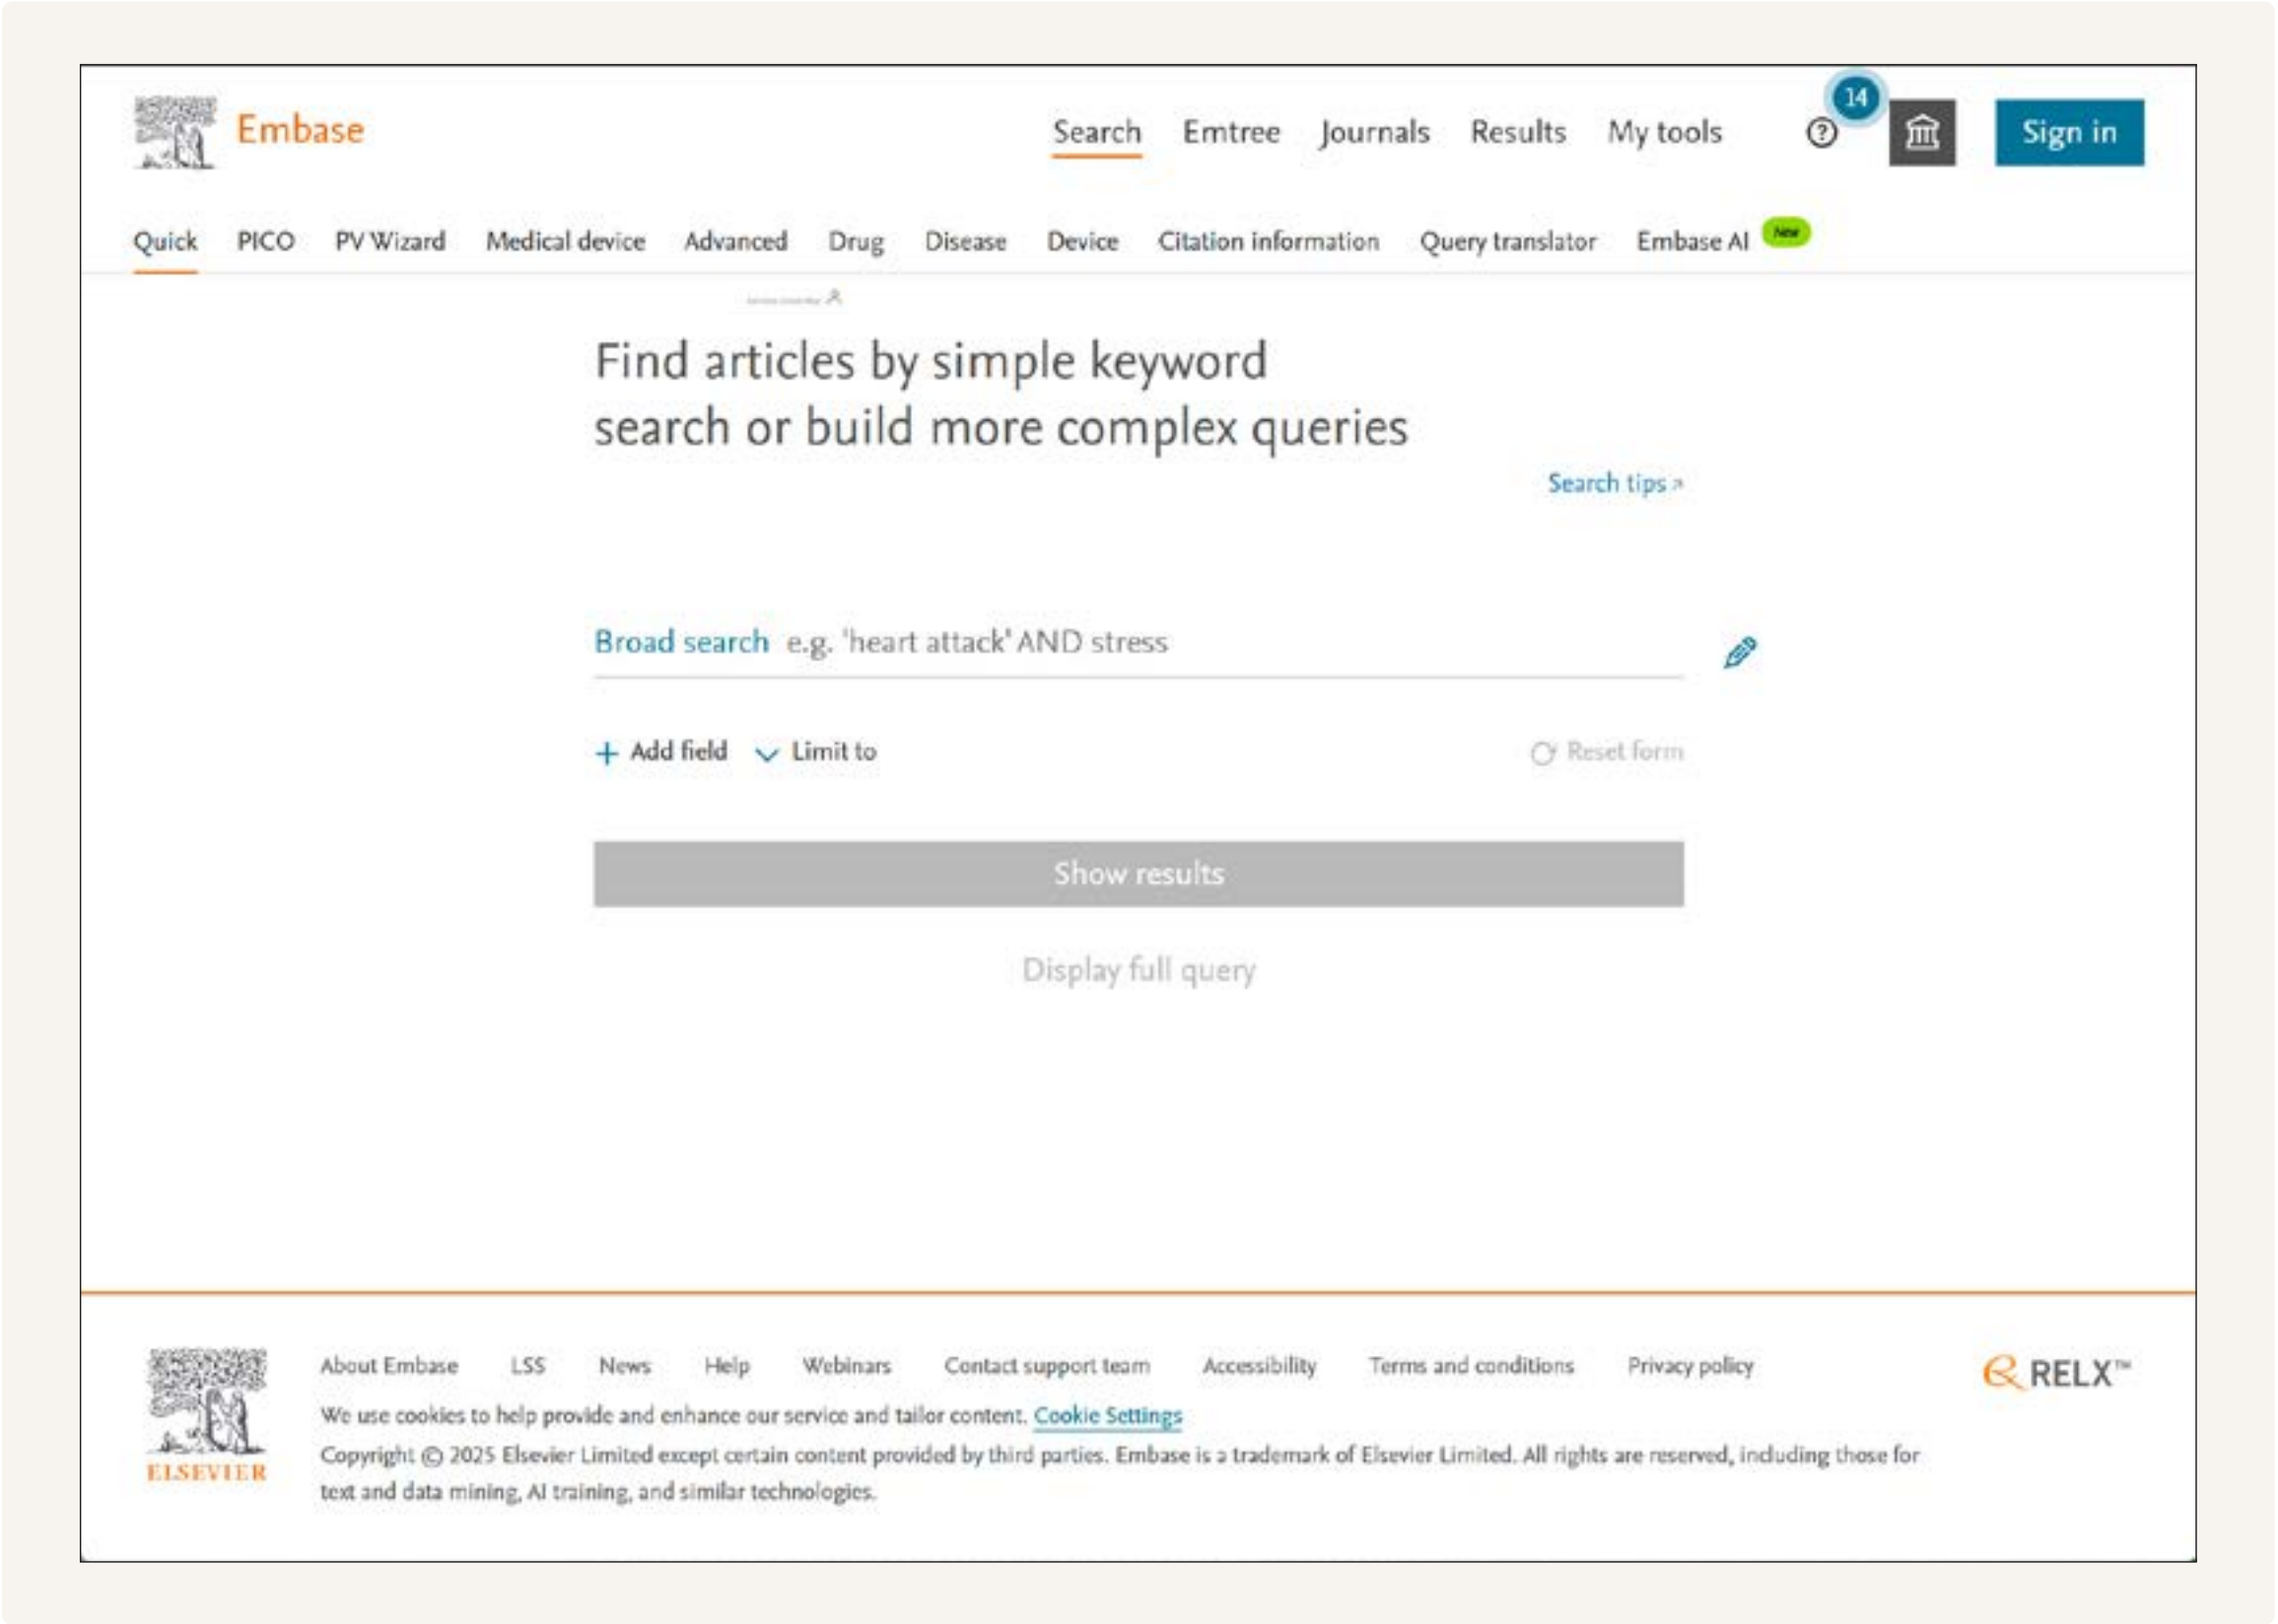 Embase
Search Emtree Journals Results My tools 14 Sign in
Quick PICO PV Wizard Medical device Advanced Drug Disease Device Citation information Query translator Embase AI New
Find articles by simple keyword
search or build more complex queries
Search tips
Broad search e.g. 'heart attack' AND stress
Add field Limit to Reset form
Show results
Display full query
About Embase LSS News Help Webinars Contact support team Accessibility Terms and conditions Privacy policy
RELX™
We use cookies to help provide and enhance our service and tailor content. Cookie Settings
Copyright © 2025 Elsevier Limited except certain content provided by third parties. Embase is a trademark of Elsevier Limited. All rights are reserved, including those for
text and data mining, AI training, and similar technologies.
ELSEVIER